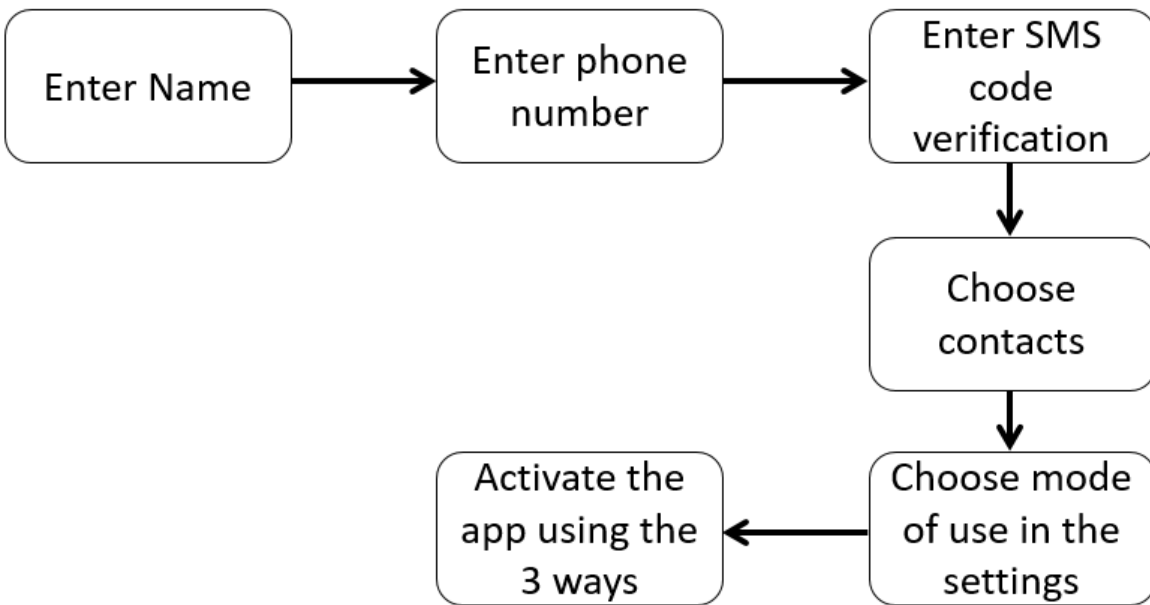 Enter Name
Enter phone
number
Enter SMS
code
verification
Choose
contacts
Choose mode
of use in the
settings
Activate the
app using the
3 ways